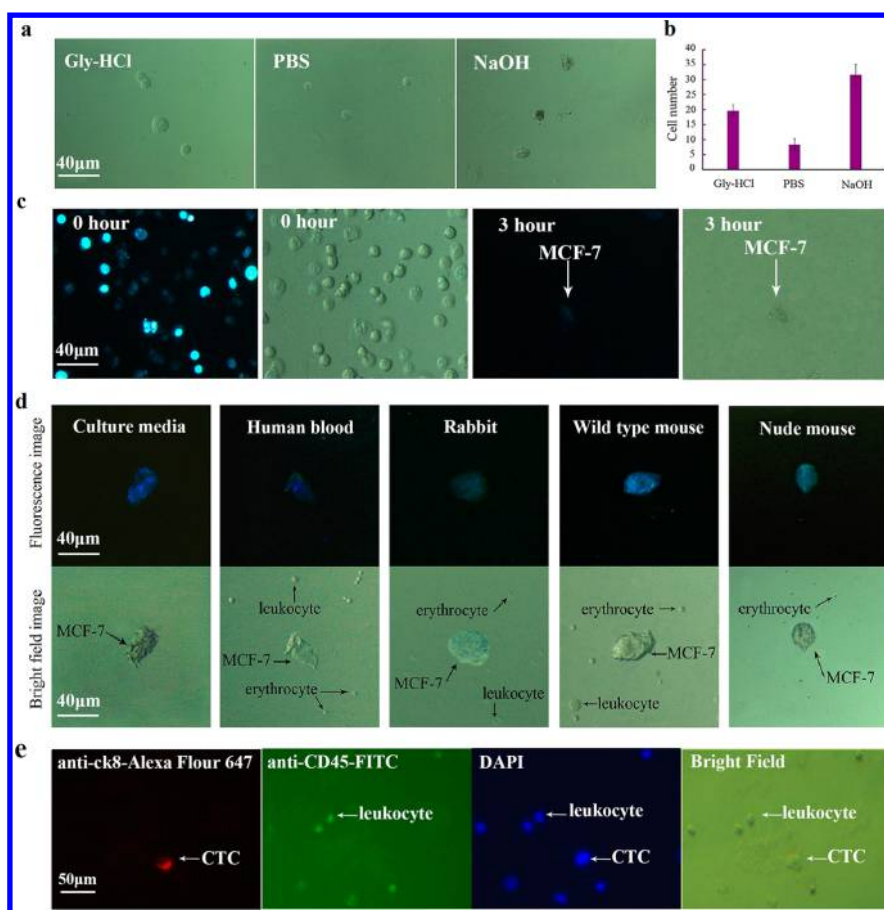 a
Gly-HCl
PBS
NaOH
40μm
b
Cell number
40
35
30
25
20
15
10
5
0
Gly-HCl
PBS
NaOH
c
0 hour
0 hour
3 hour
3 hour
MCF-7
MCF-7
40μm
d
Fluorescence image
Culture media
Human blood
Rabbit
Wild type mouse
Nude mouse
40μm
Bright field image
MCF-7
leukocyte
MCF-7
erythrocyte
erythrocyte
MCF-7
leukocyte
erythrocyte
MCF-7
leukocyte
erythrocyte
MCF-7
40μm
e
anti-ck8-Alexa Flour 647
anti-CD45-FITC
DAPI
Bright Field
leukocyte
leukocyte
leukocyte
CTC
CTC
CTC
50μm